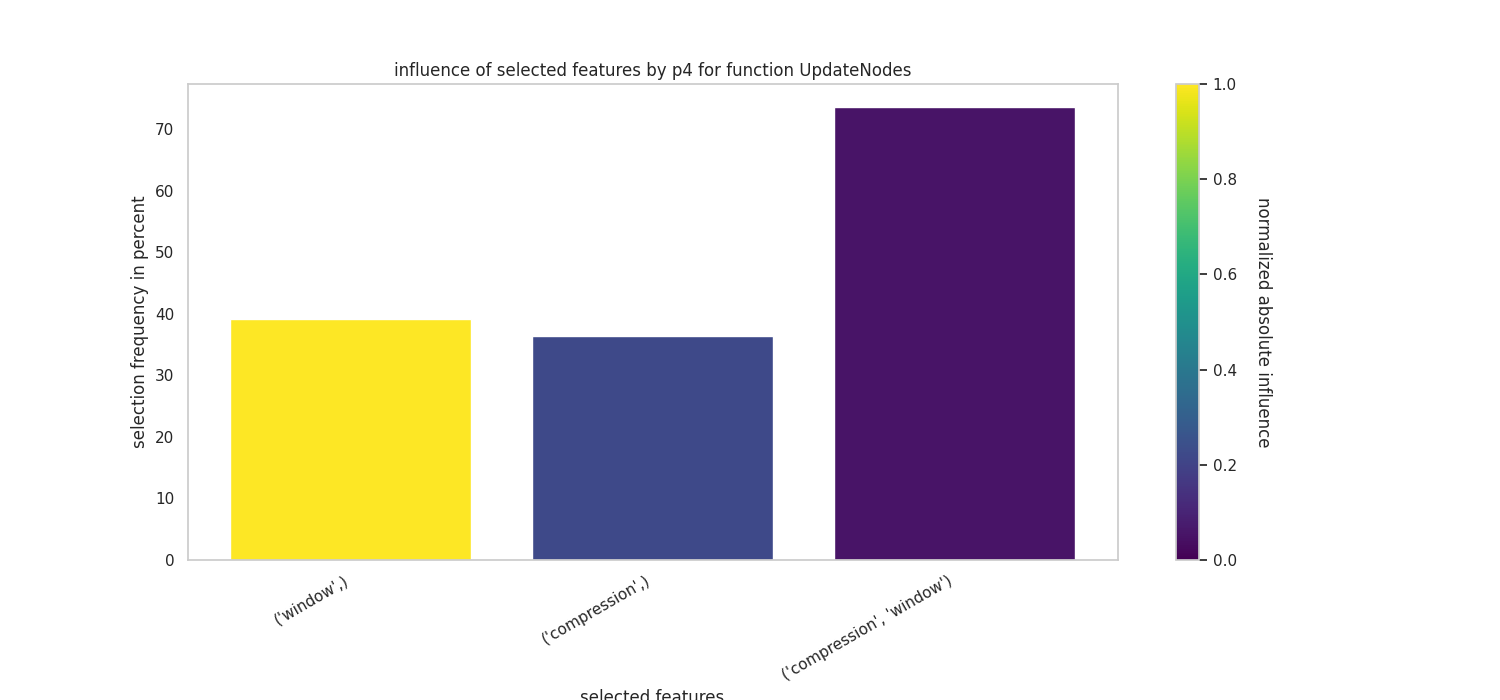 influence of selected features by p4 for function UpdateNodes
selection frequency in percent
70
60
50
40
30
20
10
0
('window',)
('compression',)
('compression', 'window')
selected features
1.0
0.8
0.6
0.4
0.2
0.0
normalized absolute influence